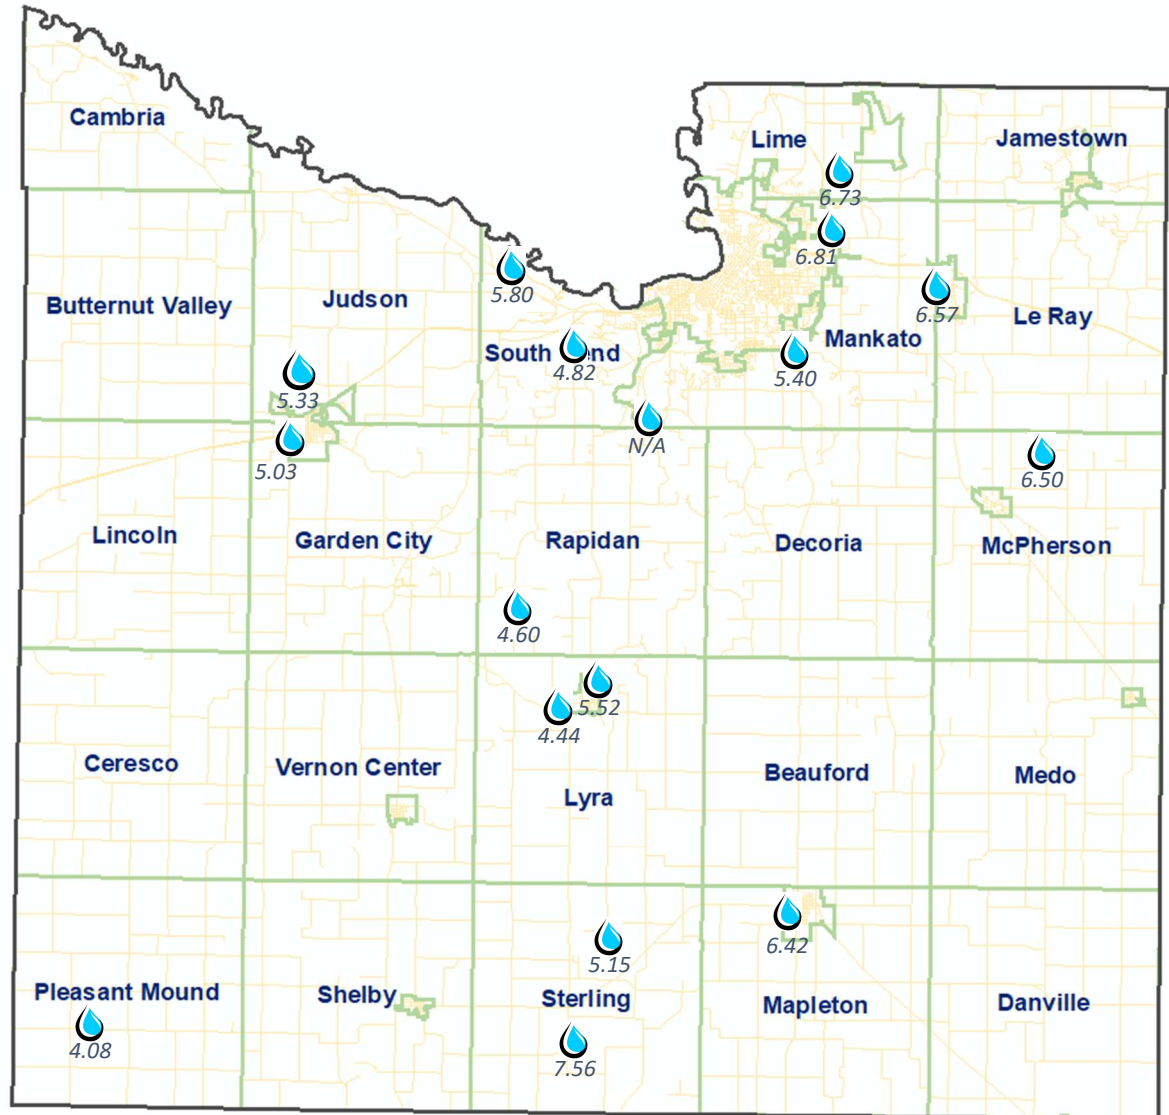 Cambria
Lime
Jamestown
6.73
6.81
5.80
Butternut Valley
Judson
6.57
Le Ray
Mankato
South end
4.82
5.40
5.33
N/A
5.03
6.50
Lincoln
Garden City
Rapidan
Decoria
McPherson
4.60
5.52
4.44
Ceresco
Vernon Center
Beauford
Medo
Lyra
6.42
5.15
Pleasant Mound
Shelby
Sterling
Mapleton
Danville
4.08
7.56